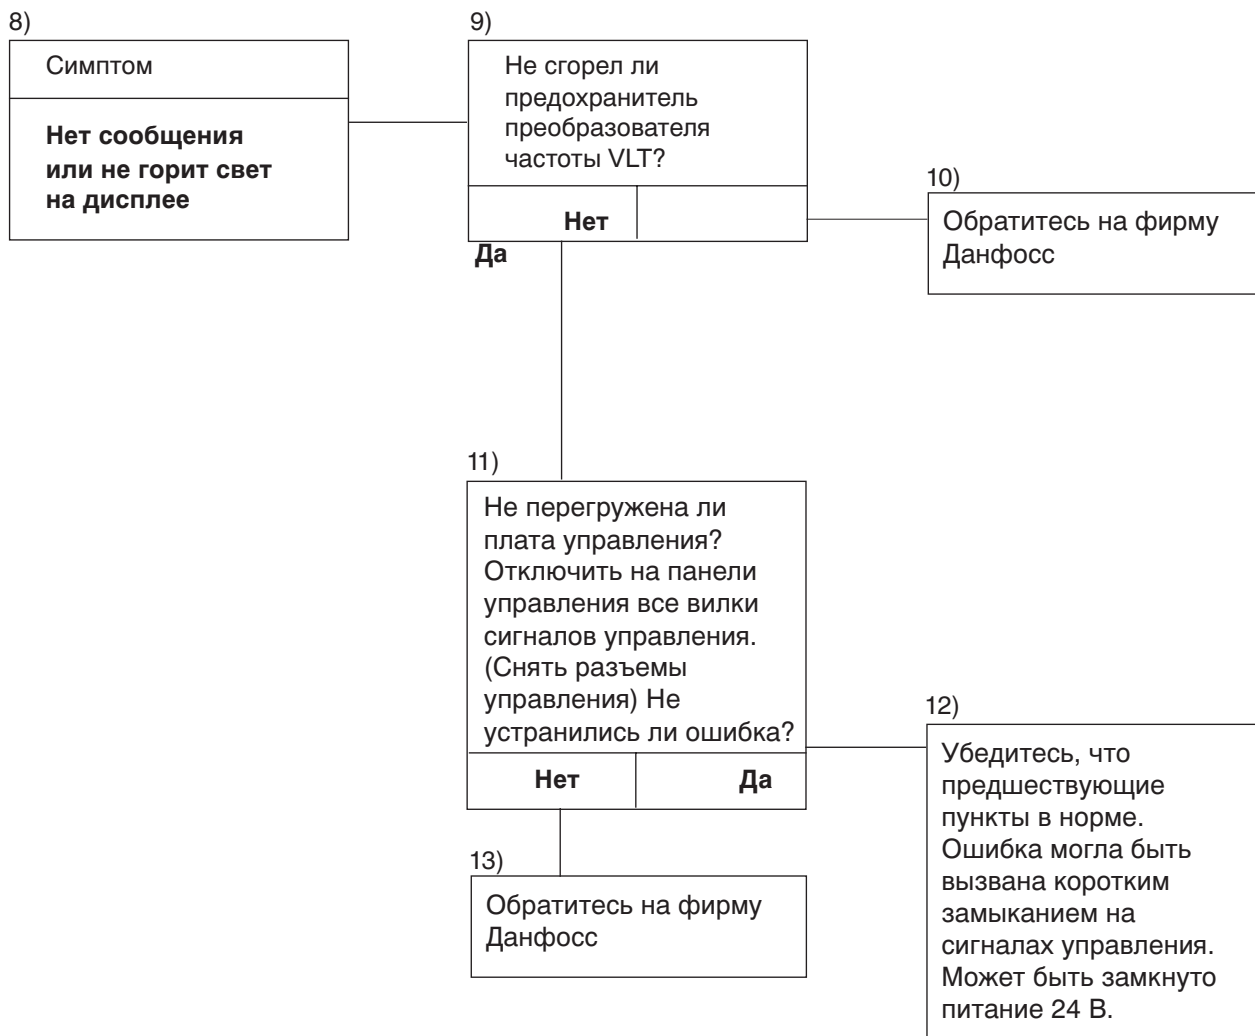 8)
Симптом
Нет сообщения
или не горит свет
на дисплее
9)
Не сгорел ли
предохранитель
преобразователя
частоты VLT?
Нет
Да
10)
Обратитесь на фирму
Данфосс
11)
Не перегружена ли
плата управления?
Отключить на панели
управления все вилки
сигналов управления.
(Снять разъемы
управления) Не
устранились ли ошибка?
Нет Да
12)
Убедитесь, что
предшествующие
пункты в норме.
Ошибка могла быть
вызвана коротким
замыканием на
сигналах управления.
Может быть замкнуто
питание 24 В.
13)
Обратитесь на фирму
Данфосс